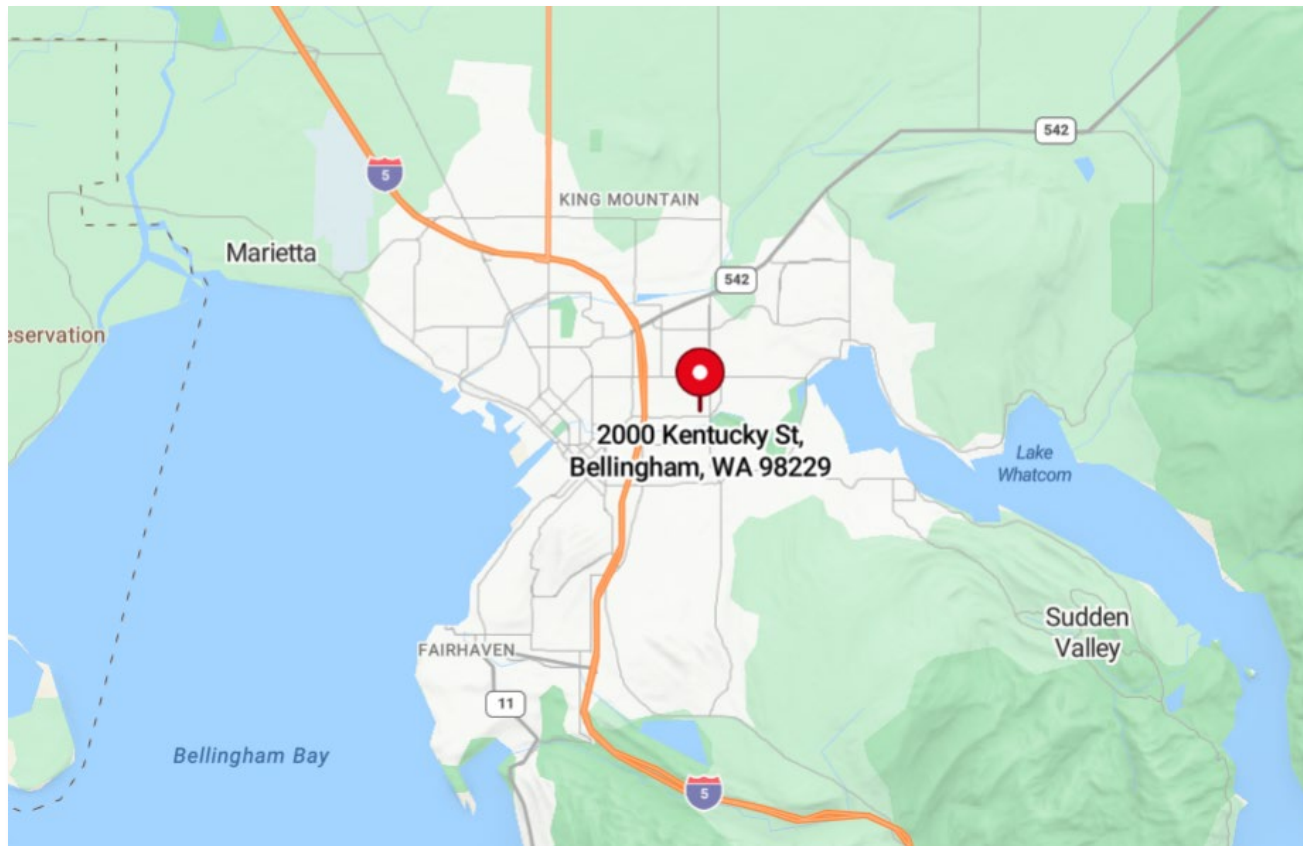 542
5
KING MOUNTAIN
Marietta
542
eservation
2000 Kentucky St,
Bellingham, WA 98229
Lake
Whatcom
Sudden
Valley
FAIRHAVEN
11
Bellingham Bay
5